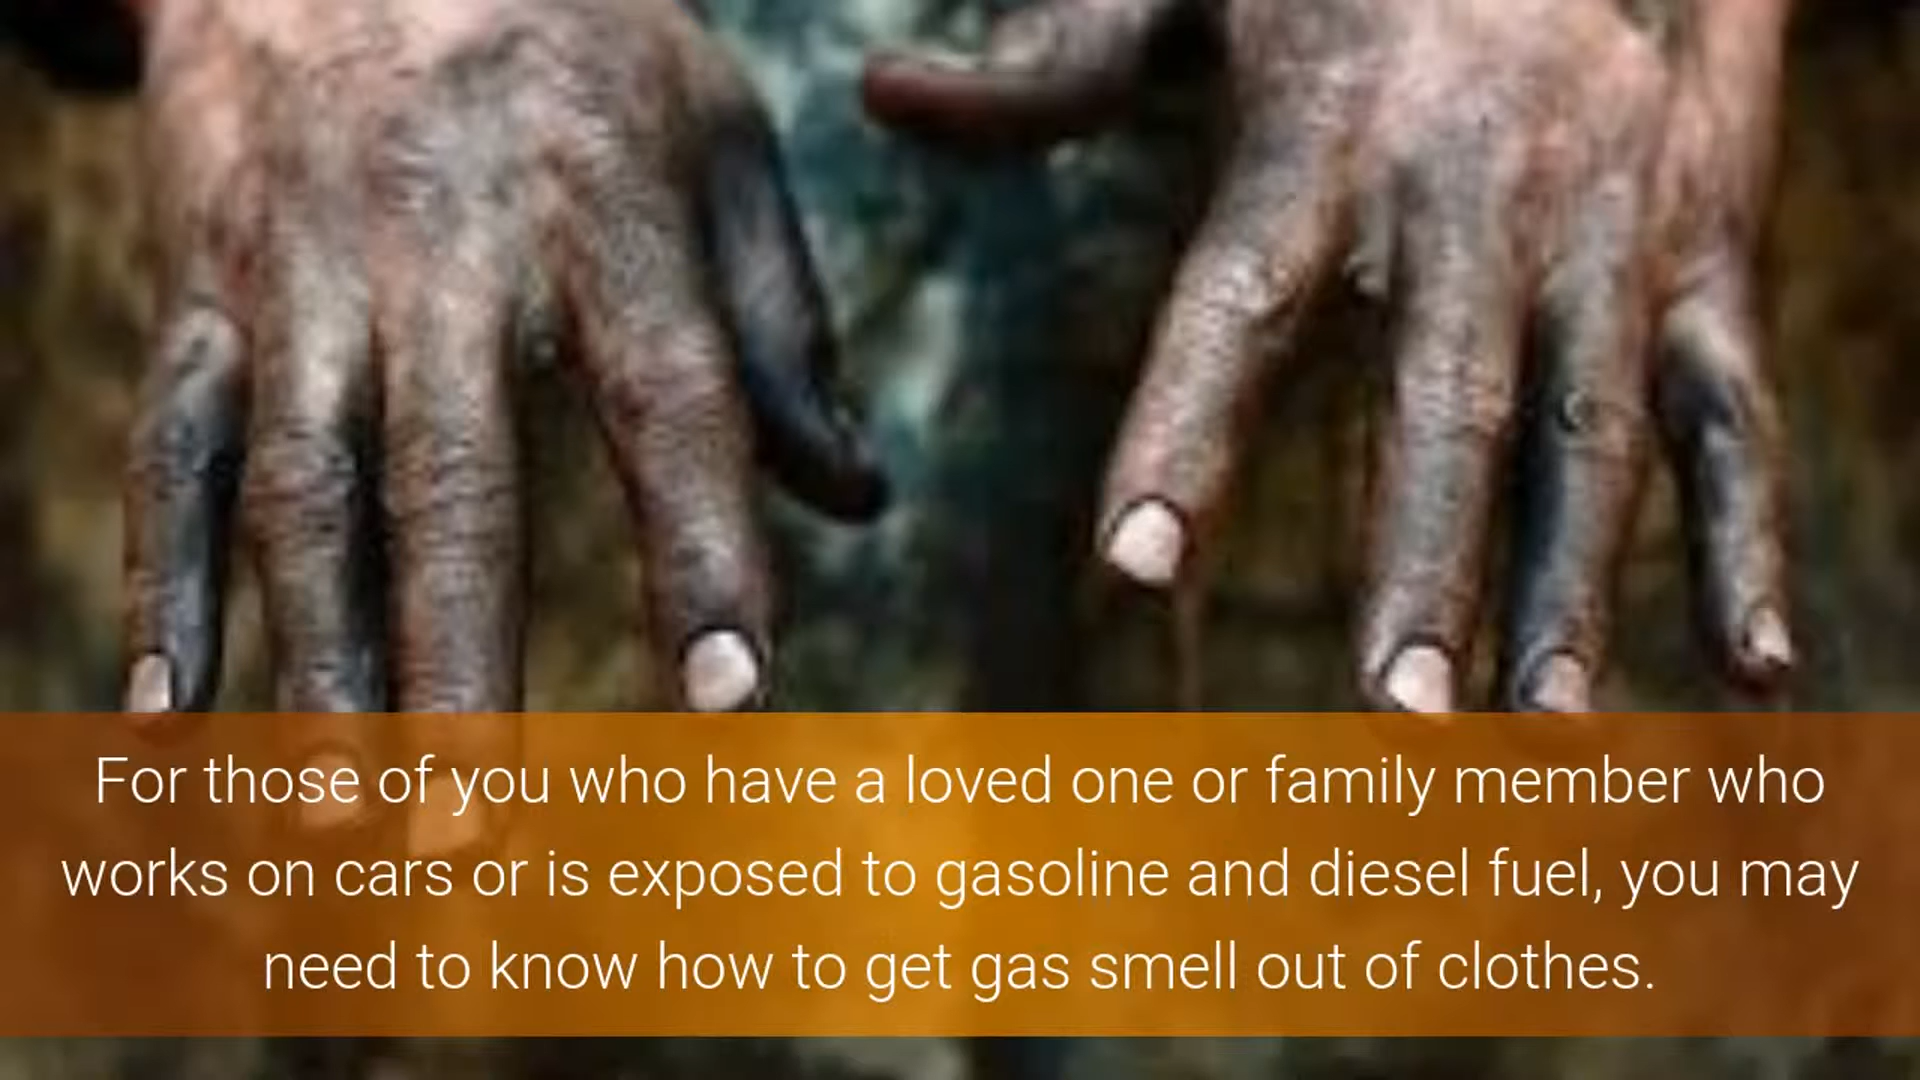 For those of you who have a loved one or family member who
works on cars or is exposed to gasoline and diesel fuel, you may
need to know how to get gas smell out of clothes.